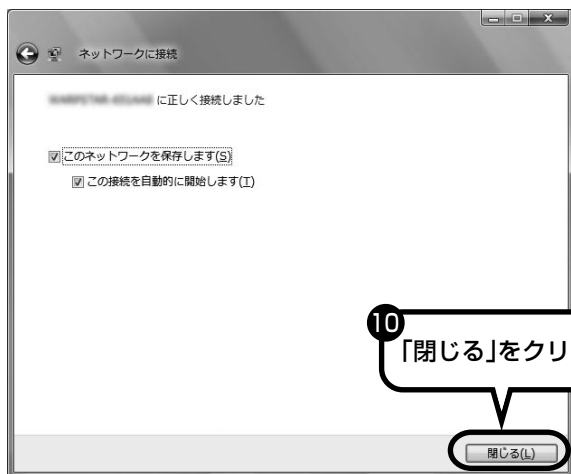 ネットワークに接続
に正しく接続しました
このネットワークを保存します(S)
この接続を自動的に開始します(T)
10
「閉じる」をクリ
閉じる(L)